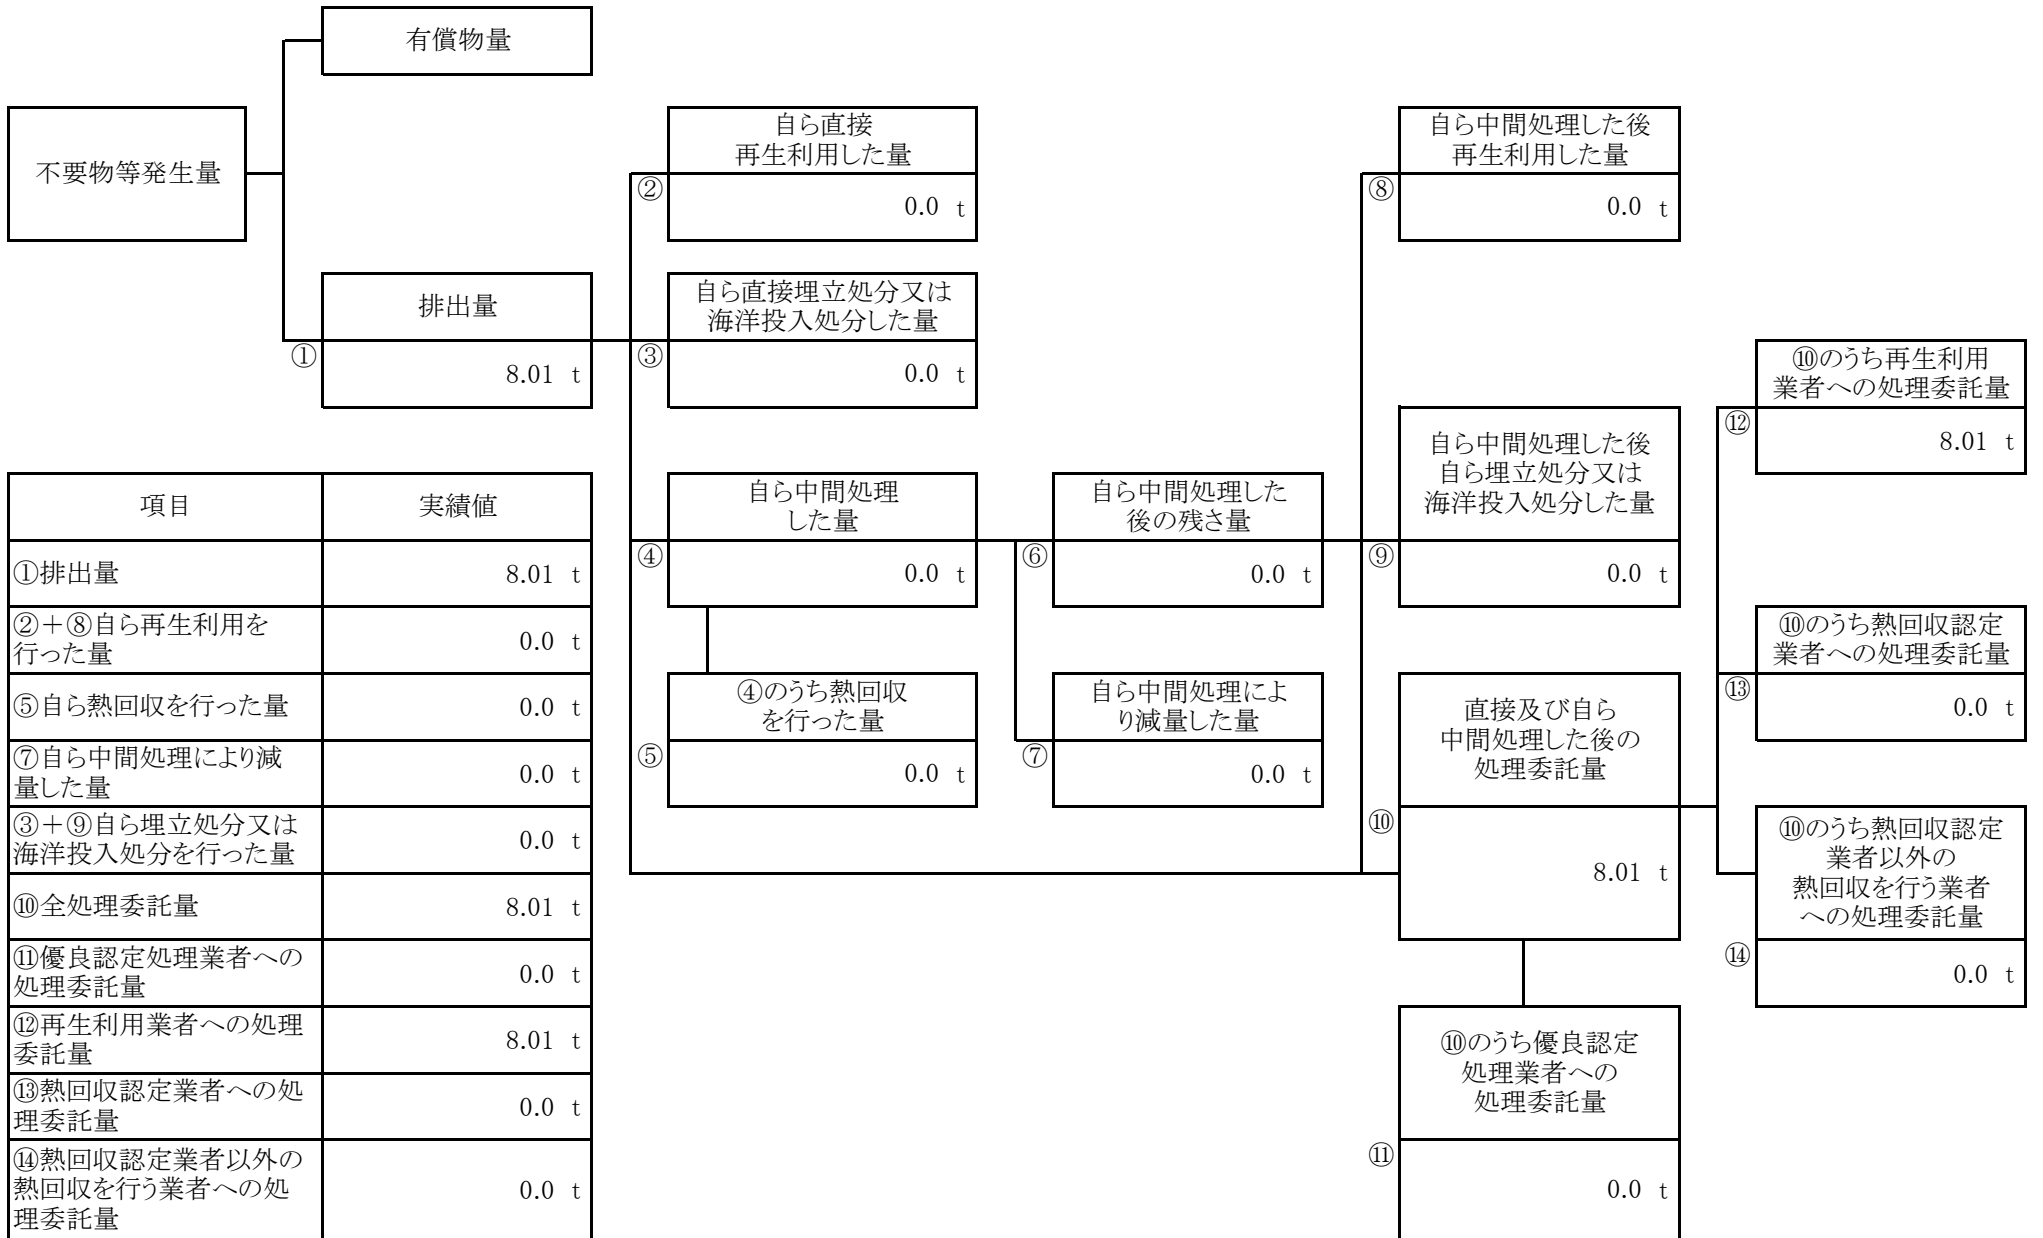 有償物量
不要物等発生量
自ら直接
再生利用した量
②
0.0 t
自ら中間処理した後
再生利用した量
⑧
0.0 t
排出量
①
8.01 t
自ら直接埋立処分又は
海洋投入処分した量
③
0.0 t
⑩のうち再生利用
業者への処理委託量
⑫
8.01 t
自ら中間処理
した量
④
0.0 t
自ら中間処理した
後の残さ量
⑥
0.0 t
自ら中間処理した後
自ら埋立処分又は
海洋投入処分した量
⑨
0.0 t
⑩のうち熱回収認定
業者への処理委託量
⑬
0.0 t
④のうち熱回収
を行った量
⑤
0.0 t
自ら中間処理によ
り減量した量
⑦
0.0 t
直接及び自ら
中間処理した後の
処理委託量
⑩
8.01 t
⑩のうち熱回収認定
業者以外の
熱回収を行う業者
への処理委託量
⑭
0.0 t
⑩のうち優良認定
処理業者への
処理委託量
⑪
0.0 t
項目 実績値
①排出量 8.01 t
②＋⑧自ら再生利用を
行った量 0.0 t
⑤自ら熱回収を行った量 0.0 t
⑦自ら中間処理により減
量した量 0.0 t
③＋⑨自ら埋立処分又は
海洋投入処分を行った量 0.0 t
⑩全処理委託量 8.01 t
⑪優良認定処理業者への
処理委託量 0.0 t
⑫再生利用業者への処理
委託量 8.01 t
⑬熱回収認定業者への処
理委託量 0.0 t
⑭熱回収認定業者以外の
熱回収を行う業者への処
理委託量 0.0 t